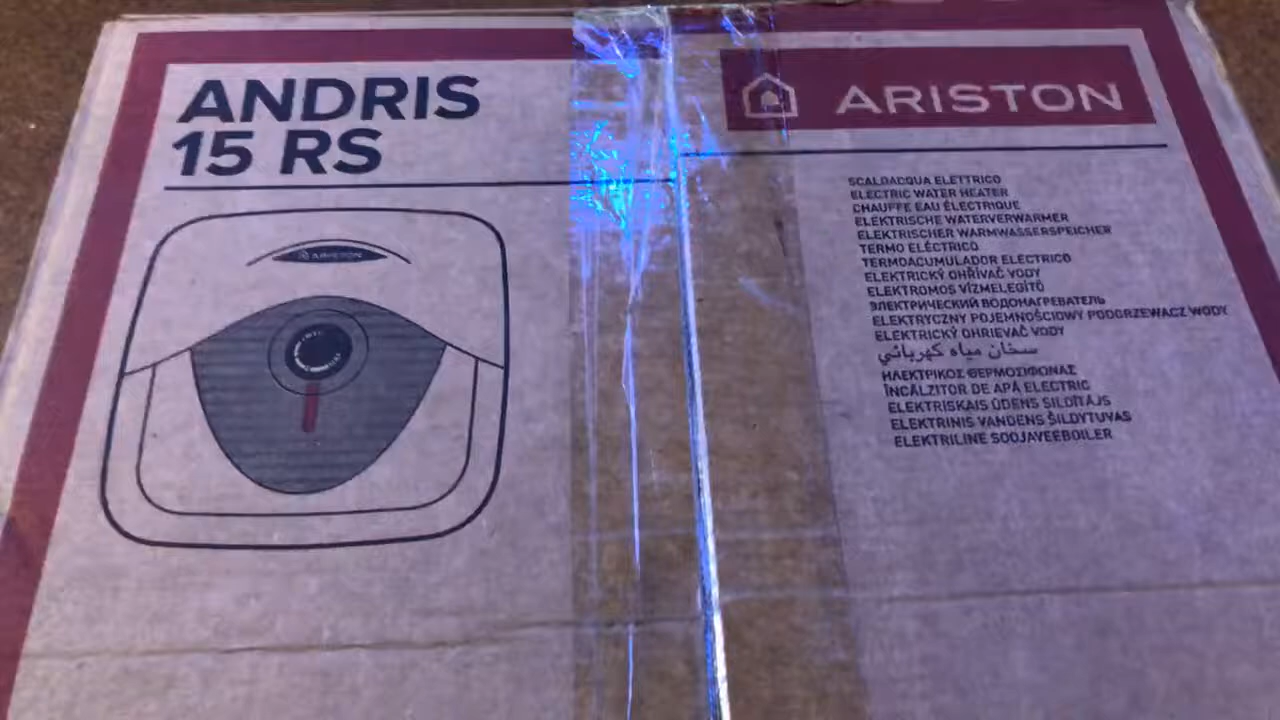 ANDRIS
15 RS
ARISTON
ARISTON
SCALDACQUA ELETTRICO
ELECTRIC WATER HEATER
CHAUFFE EAU ÉLECTRIQUE
ELEKTRISCHE WATERVERWARMER
ELEKTRISCHER WARMWASSERSPEICHER
TERMO ELÉCTRICO
TERMOACUMULADOR ELECTRICO
ELEKTRICKÝ OHŘÍVAČ VODY
ELEKTROMOS VÍZMELEGÍTŐ
ЭЛЕКТРИЧЕСКИЙ ВОДОНАГРЕВАТЕЛЬ
ELEKTRYCZNY POJEMNOŚCIOWY PODGRZEWACZ WODY
ELEKTRICKÝ OHRIEVAČ VODY
سخان مياه كهربائي
ΗΛΕΚΤΡΙΚΟΣ ΘΕΡΜΟΣΙΦΩΝΑΣ
ÎNCĂLZITOR DE APĂ ELECTRIC
ELEKTRISKAIS ŪDENS SILDĪTĀJS
ELEKTRINIS VANDENS ŠILDYTUVAS
ELEKTRILINE SOOJAVEEBOILER